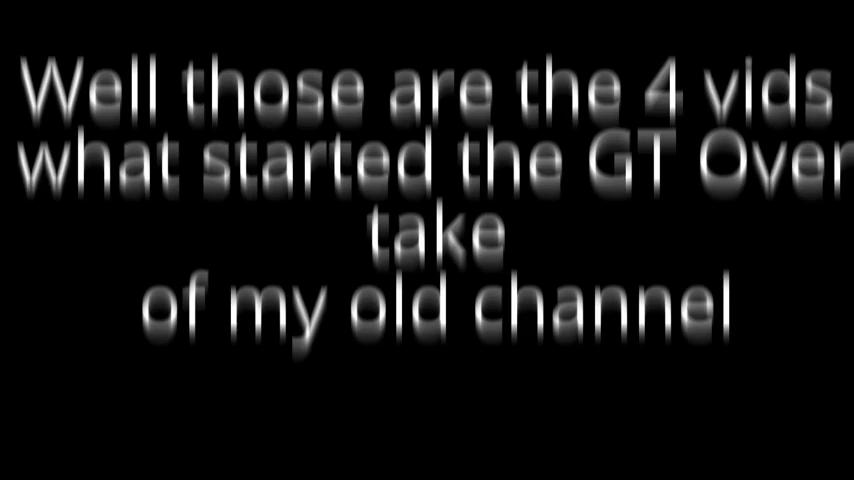 Well those are the 4 vids
what started the GT Over
take
of my old channel